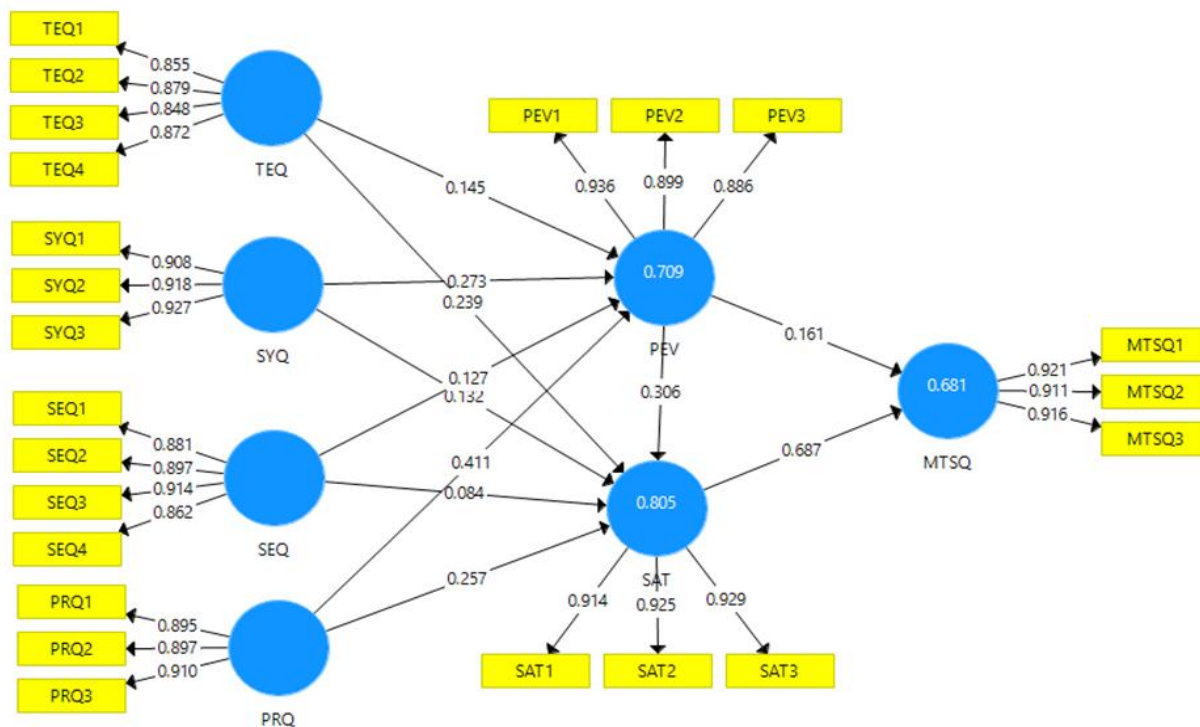 TEQ1
TEQ2
TEQ3
TEQ4
0.855
0.879
0.848
0.872
TEQ
SYQ1
SYQ2
SYQ3
0.908
0.918
0.927
SYQ
SEQ1
SEQ2
SEQ3
SEQ4
0.881
0.897
0.914
0.862
SEQ
PRQ1
PRQ2
PRQ3
0.895
0.897
0.910
PRQ
0.145
0.273
0.239
0.127
0.132
0.411
0.084
0.257
PEV1
PEV2
PEV3
0.936
0.899
0.886
0.709
PEV
0.306
0.805
SAT
0.914
0.925
0.929
SAT1
SAT2
SAT3
0.161
0.687
0.681
MTSQ
0.921
0.911
0.916
MTSQ1
MTSQ2
MTSQ3